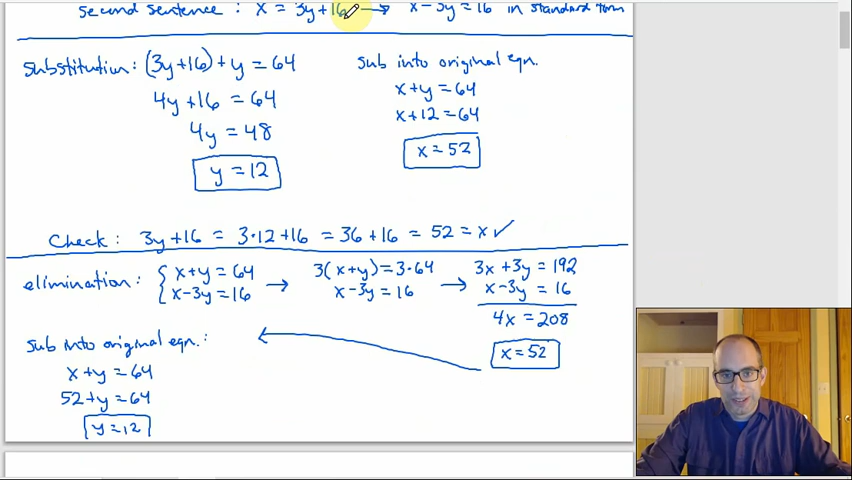 second sentence : x = 3y+16 → x-3y = 16 in standard form
substitution: (3y+16) + y = 64
4y+16 = 64
4y = 48
y = 12
sub into original eqn.
x+y = 64
x+12 = 64
x = 52
Check: 3y+16 = 3·12+16 = 36+16 = 52 = x ✓
elimination: { x+y = 64 → 3(x+y) = 3·64 → 3x+3y = 192
x-3y = 16 x-3y = 16 x-3y = 16
4x = 208
x = 52
Sub into original eqn.:
x+y = 64
52+y = 64
y = 12